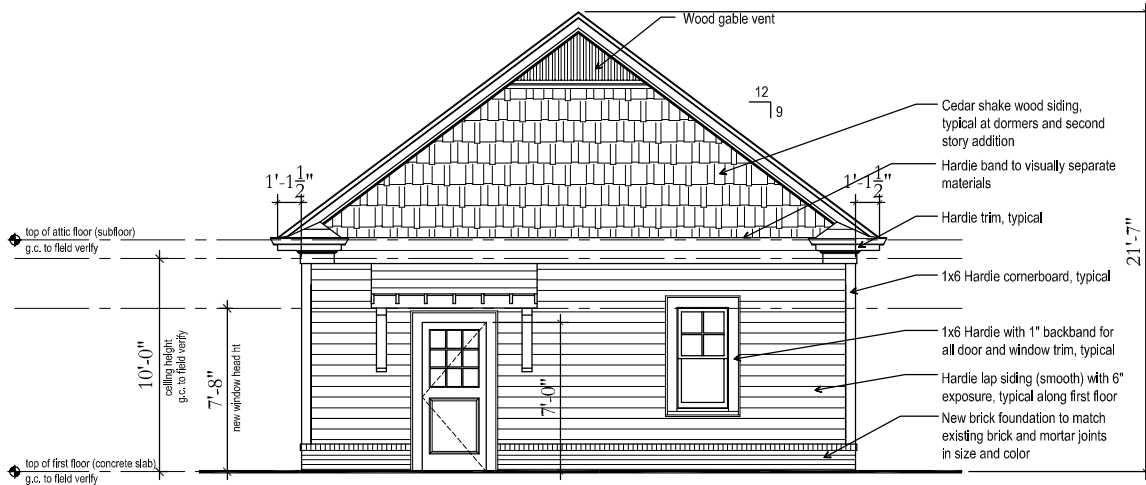 Wood gable vent
12
9
Cedar shake wood siding,
typical at dormers and second
story addition
Hardie band to visually separate
materials
1'-1 1/2"
1'-1 1/2"
Hardie trim, typical
top of attic floor (subfloor)
g.c. to field verify
21'-7"
1x6 Hardie cornerboard, typical
1x6 Hardie with 1" backband for
all door and window trim, typical
10'-0"
ceiling height
g.c. to field verify
7'-8"
new window head ht
7'-0"
Hardie lap siding (smooth) with 6"
exposure, typical along first floor
New brick foundation to match
existing brick and mortar joints
in size and color
top of first floor (concrete slab)
g.c. to field verify